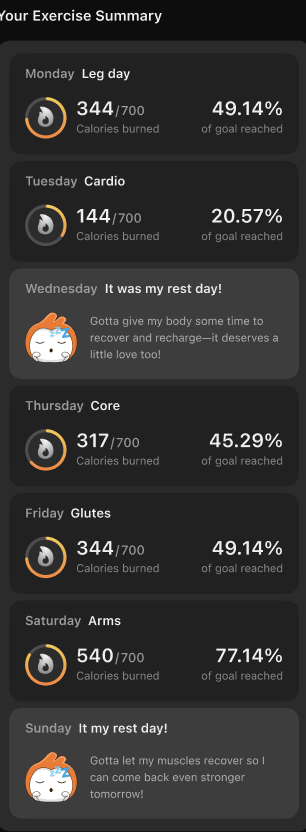 Your Exercise Summary
Monday Leg day
344/700 49.14%
Calories burned of goal reached
Tuesday Cardio
144/700 20.57%
Calories burned of goal reached
Wednesday It was my rest day!
zzZ
Gotta give my body some time to
recover and recharge—it deserves a
little love too!
Thursday Core
317/700 45.29%
Calories burned of goal reached
Friday Glutes
344/700 49.14%
Calories burned of goal reached
Saturday Arms
540/700 77.14%
Calories burned of goal reached
Sunday It my rest day!
zzZ
Gotta let my muscles recover so I
can come back even stronger
tomorrow!